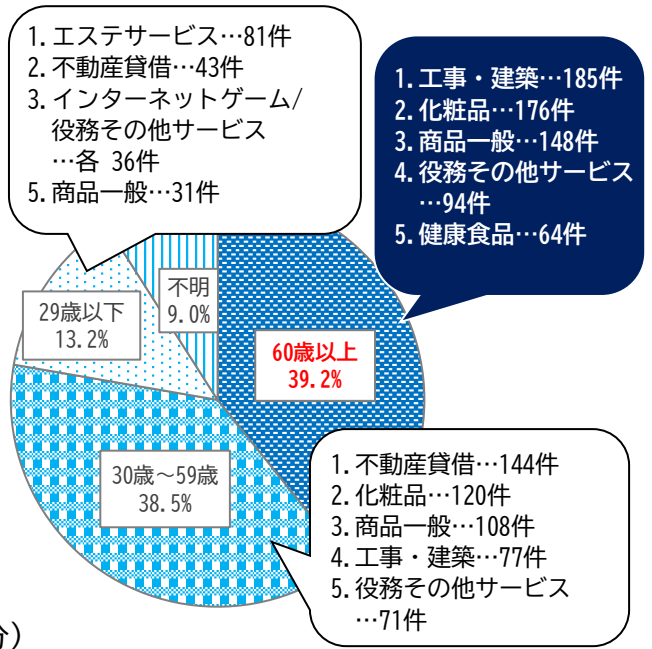 1. エステサービス…81件
2. 不動産貸借…43件
3. インターネットゲーム/
役務その他サービス
…各 36件
5. 商品一般…31件
1. 工事・建築…185件
2. 化粧品…176件
3. 商品一般…148件
4. 役務その他サービス
…94件
5. 健康食品…64件
不明
9.0%
29歳以下
13.2%
60歳以上
39.2%
30歳～59歳
38.5%
1. 不動産貸借…144件
2. 化粧品…120件
3. 商品一般…108件
4. 工事・建築…77件
5. 役務その他サービス
…71件
分)